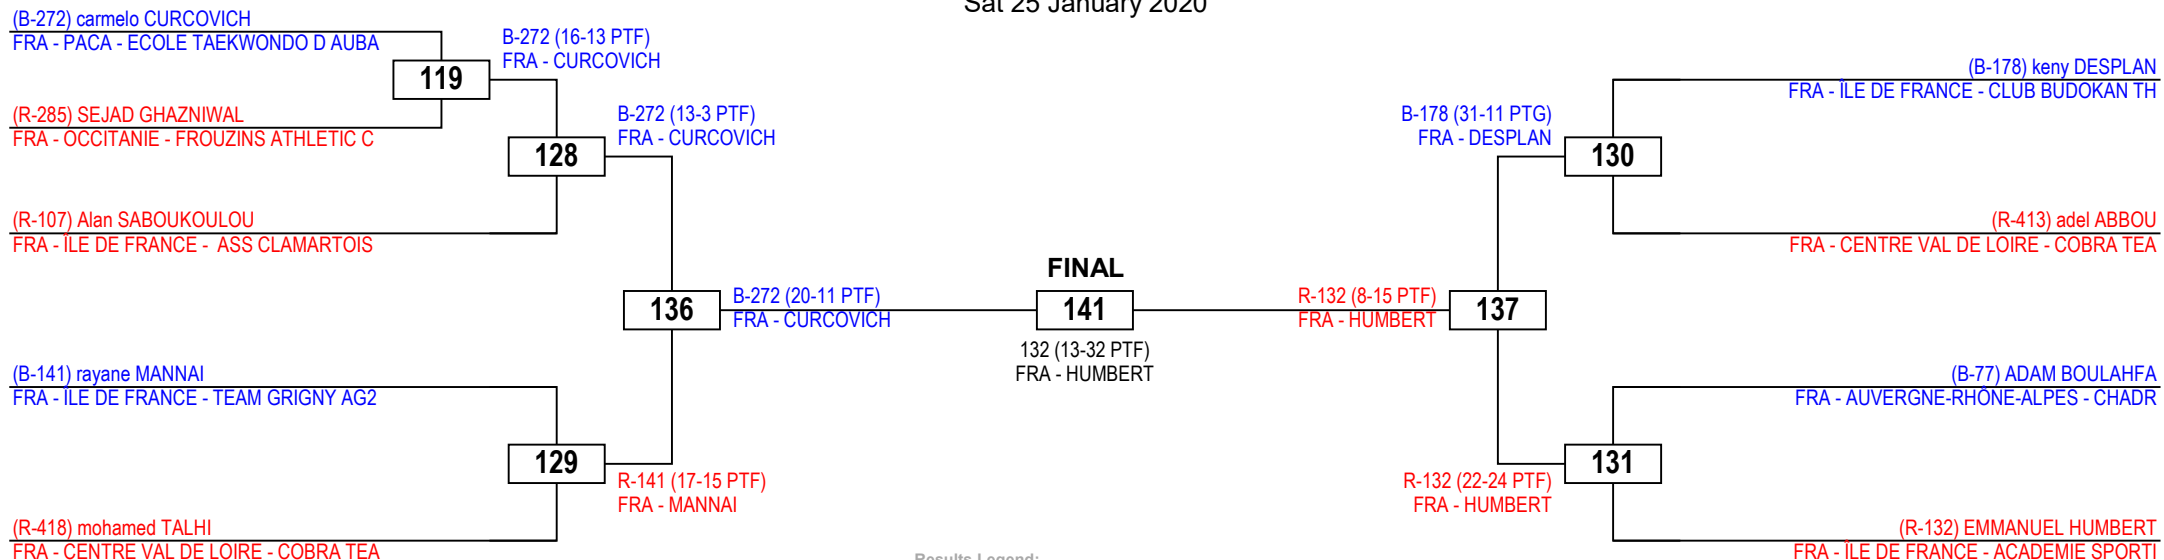 Sat 25 January 2020
(B-272) carmelo CURCOVICH
FRA - PACA - ECOLE TAEKWONDO D AUBA
119
(R-285) SEJAD GHAZNIWAL
FRA - OCCITANIE - FROUZINS ATHLETIC C
B-272 (16-13 PTF)
FRA - CURCOVICH
128
(R-107) Alan SABOUKOULOU
FRA - ÎLE DE FRANCE - ASS CLAMARTOIS
B-272 (13-3 PTF)
FRA - CURCOVICH
136
B-272 (20-11 PTF)
FRA - CURCOVICH
(B-141) rayane MANNAI
FRA - ÎLE DE FRANCE - TEAM GRIGNY AG2
129
R-141 (17-15 PTF)
FRA - MANNAI
(R-418) mohamed TALHI
FRA - CENTRE VAL DE LOIRE - COBRA TEA
FINAL
141
132 (13-32 PTF)
FRA - HUMBERT
(B-178) keny DESPLAN
FRA - ÎLE DE FRANCE - CLUB BUDOKAN TH
B-178 (31-11 PTG)
FRA - DESPLAN
130
(R-413) adel ABBOU
FRA - CENTRE VAL DE LOIRE - COBRA TEA
R-132 (8-15 PTF)
FRA - HUMBERT
137
(B-77) ADAM BOULAHFA
FRA - AUVERGNE-RHÔNE-ALPES - CHADR
131
R-132 (22-24 PTF)
FRA - HUMBERT
(R-132) EMMANUEL HUMBERT
FRA - ÎLE DE FRANCE - ACADEMIE SPORTI
Results Legend: